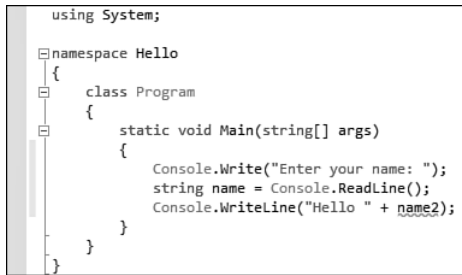 using System;
namespace Hello
{
class Program
{
static void Main(string[] args)
{
Console.Write("Enter your name: ");
string name = Console.ReadLine();
Console.WriteLine("Hello " + name2);
}
}
}